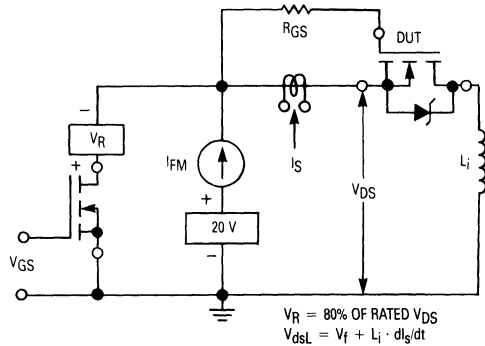 RGS
DUT
−
VR
+
IFM
IS
Li
VDS
+
20 V
−
VGS
VR = 80% OF RATED VDS
VdsL = Vf + Li · dIs/dt